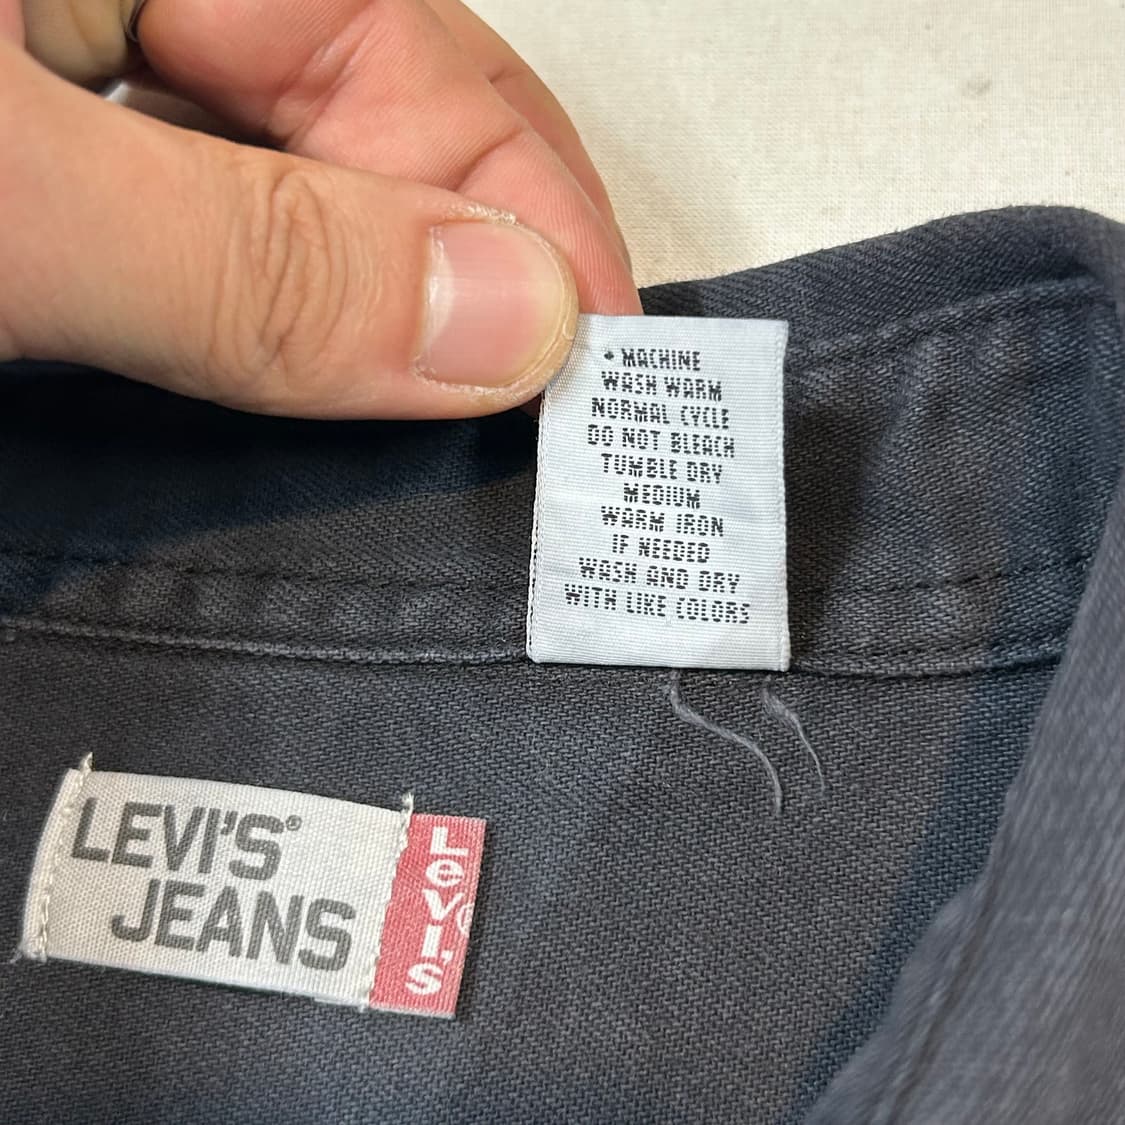 • MACHINE
WASH WARM
NORMAL CYCLE
DO NOT BLEACH
TUMBLE DRY
MEDIUM
WARM IRON
IF NEEDED
WASH AND DRY
WITH LIKE COLORS
LEVI'S®
JEANS
LeVI'S